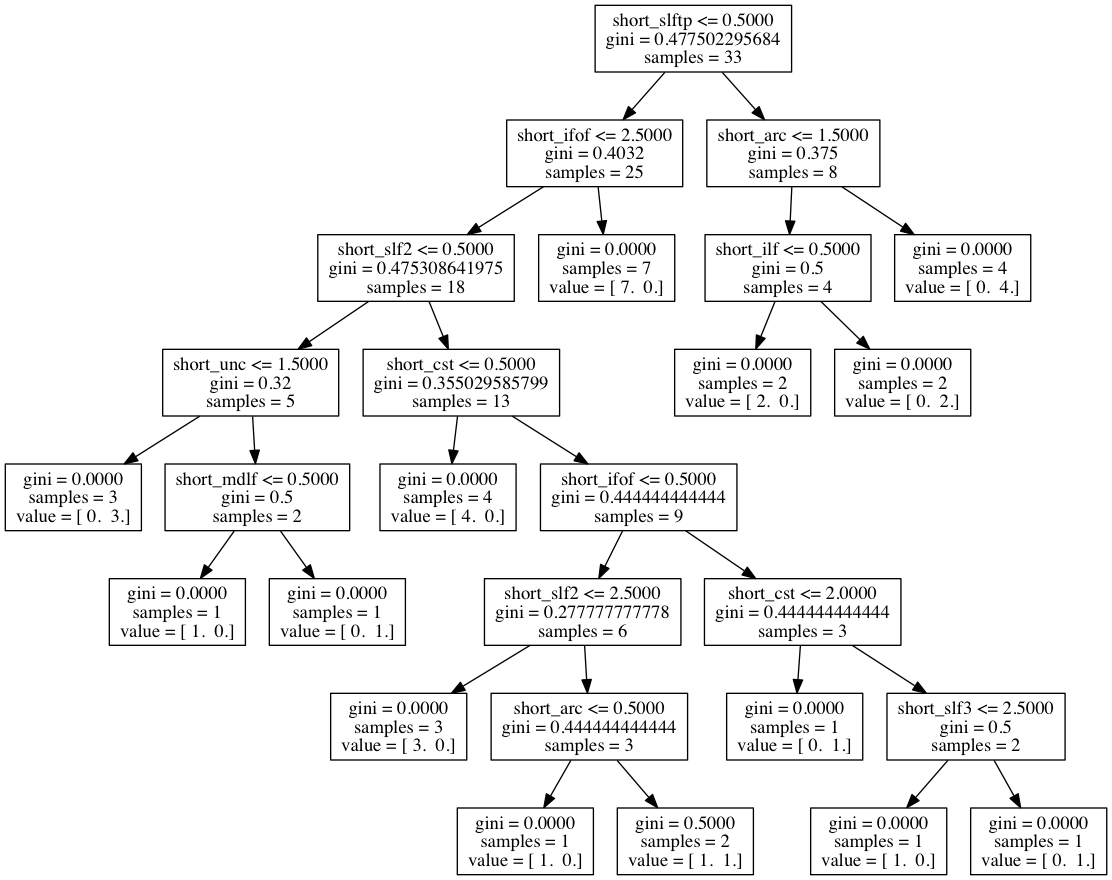 short_slftp <= 0.5000
gini = 0.477502295684
samples = 33
short_ifof <= 2.5000
gini = 0.4032
samples = 25
short_arc <= 1.5000
gini = 0.375
samples = 8
short_slf2 <= 0.5000
gini = 0.475308641975
samples = 18
gini = 0.0000
samples = 7
value = [ 7.  0.]
short_ilf <= 0.5000
gini = 0.5
samples = 4
gini = 0.0000
samples = 4
value = [ 0.  4.]
short_unc <= 1.5000
gini = 0.32
samples = 5
short_cst <= 0.5000
gini = 0.355029585799
samples = 13
gini = 0.0000
samples = 2
value = [ 2.  0.]
gini = 0.0000
samples = 2
value = [ 0.  2.]
gini = 0.0000
samples = 3
value = [ 0.  3.]
short_mdlf <= 0.5000
gini = 0.5
samples = 2
gini = 0.0000
samples = 4
value = [ 4.  0.]
short_ifof <= 0.5000
gini = 0.444444444444
samples = 9
gini = 0.0000
samples = 1
value = [ 1.  0.]
gini = 0.0000
samples = 1
value = [ 0.  1.]
short_slf2 <= 2.5000
gini = 0.277777777778
samples = 6
short_cst <= 2.0000
gini = 0.444444444444
samples = 3
gini = 0.0000
samples = 3
value = [ 3.  0.]
short_arc <= 0.5000
gini = 0.444444444444
samples = 3
gini = 0.0000
samples = 1
value = [ 0.  1.]
short_slf3 <= 2.5000
gini = 0.5
samples = 2
gini = 0.0000
samples = 1
value = [ 1.  0.]
gini = 0.5000
samples = 2
value = [ 1.  1.]
gini = 0.0000
samples = 1
value = [ 1.  0.]
gini = 0.0000
samples = 1
value = [ 0.  1.]